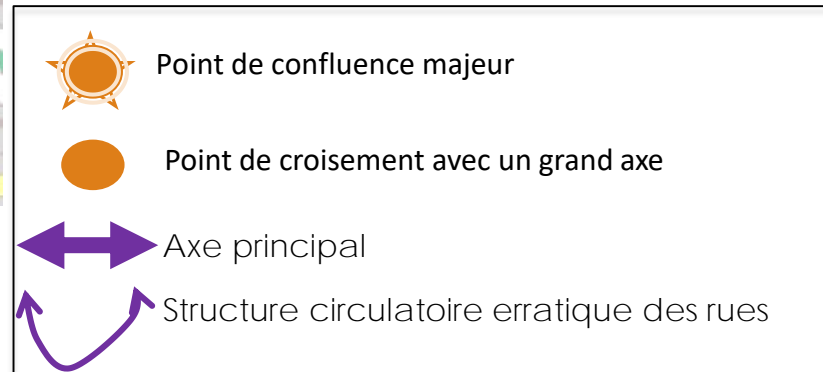 Point de confluence majeur
Point de croisement avec un grand axe
Axe principal
Structure circulatoire erratique des rues